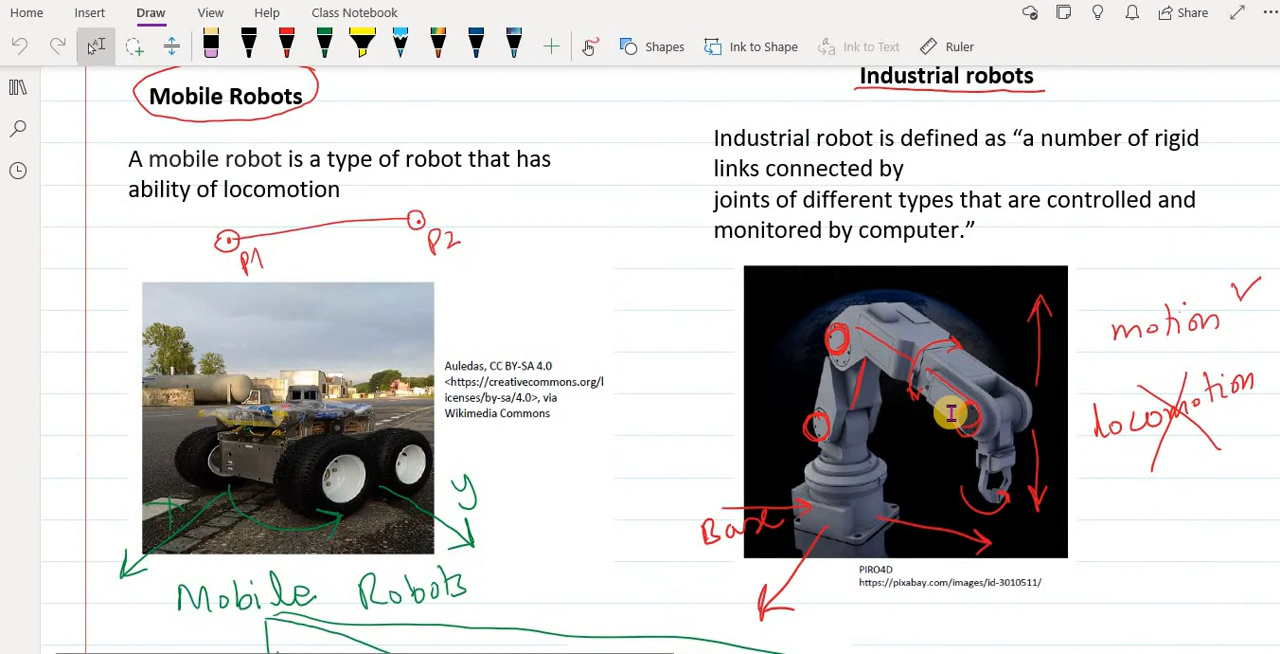 Home Insert Draw View Help Class Notebook Share
Shapes Ink to Shape Ink to Text Ruler
Mobile Robots
A mobile robot is a type of robot that has
ability of locomotion
P1
P2
Auledas, CC BY-SA 4.0
<https://creativecommons.org/l
icenses/by-sa/4.0>, via
Wikimedia Commons
x
y
Mobile Robots
Industrial robots
Industrial robot is defined as “a number of rigid
links connected by
joints of different types that are controlled and
monitored by computer.”
motion
locomotion
Base
PIRO4D
https://pixabay.com/images/id-3010511/